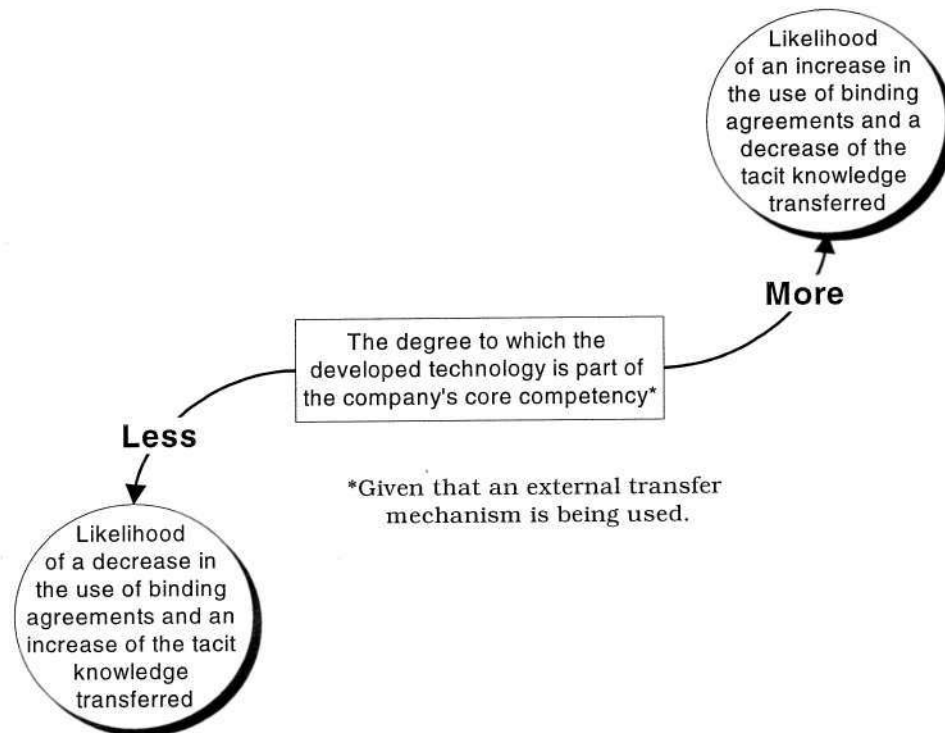 Likelihood
of an increase in
the use of binding
agreements and a
decrease of the
tacit knowledge
transferred
More
The degree to which the
developed technology is part of
the company's core competency*
Less
*Given that an external transfer
mechanism is being used.
Likelihood
of a decrease in
the use of binding
agreements and an
increase of the tacit
knowledge
transferred